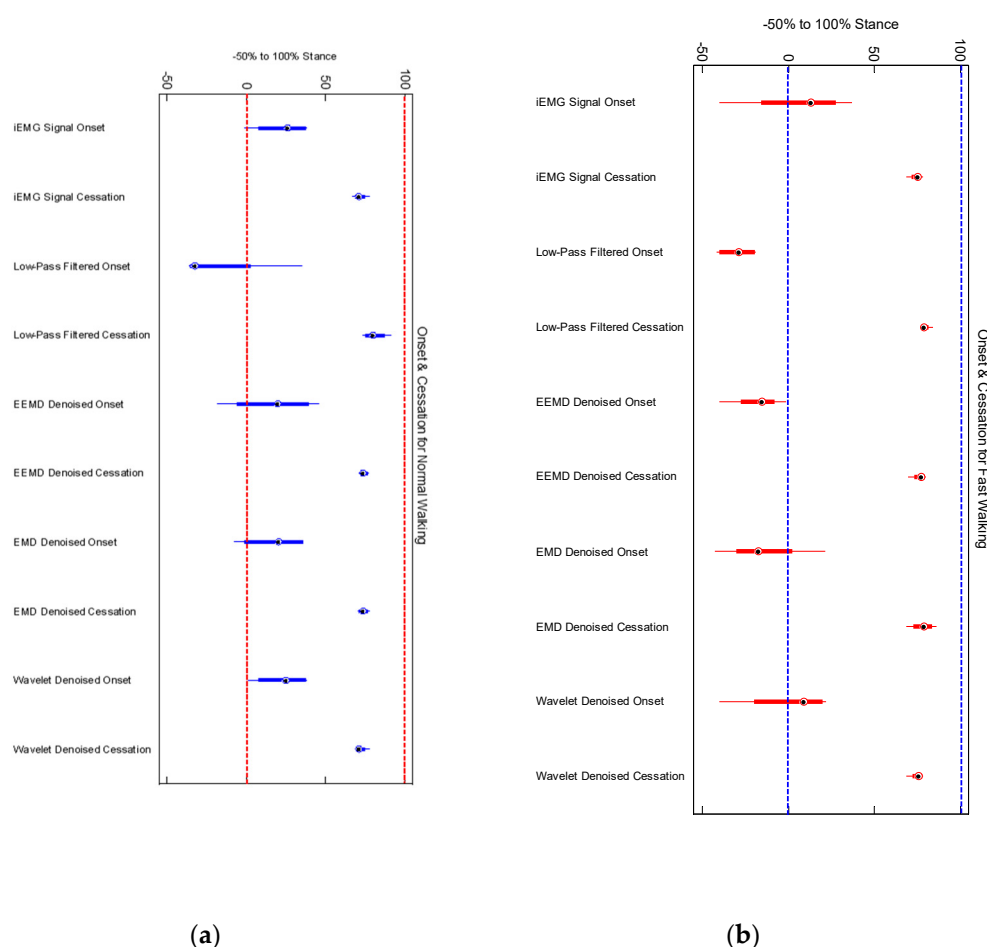 -50% to 100% Stance
-50
0
50
100
iEMG Signal Onset
iEMG Signal Cessation
Low-Pass Filtered Onset
Low-Pass Filtered Cessation
EEMD Denoised Onset
EEMD Denoised Cessation
EMD Denoised Onset
EMD Denoised Cessation
Wavelet Denoised Onset
Wavelet Denoised Cessation
Onset & Cessation for Normal Walking
(a)
-50% to 100% Stance
-50
0
50
100
iEMG Signal Onset
iEMG Signal Cessation
Low-Pass Filtered Onset
Low-Pass Filtered Cessation
EEMD Denoised Onset
EEMD Denoised Cessation
EMD Denoised Onset
EMD Denoised Cessation
Wavelet Denoised Onset
Wavelet Denoised Cessation
Onset & Cessation for Fast Walking
(b)